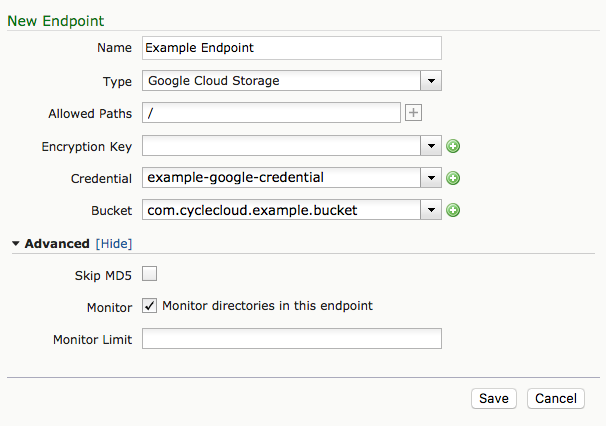 New Endpoint
Name Example Endpoint
Type Google Cloud Storage
Allowed Paths /
Encryption Key
Credential example-google-credential
Bucket com.cyclecloud.example.bucket
Advanced [Hide]
Skip MD5
Monitor Monitor directories in this endpoint
Monitor Limit
Save Cancel